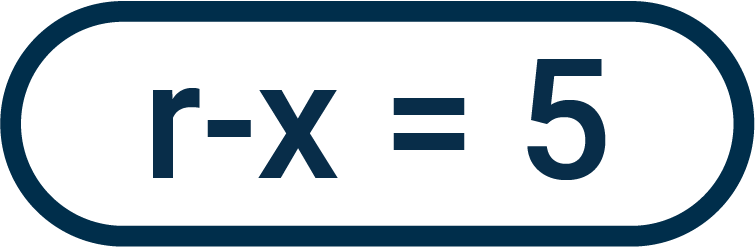 r-x = 5